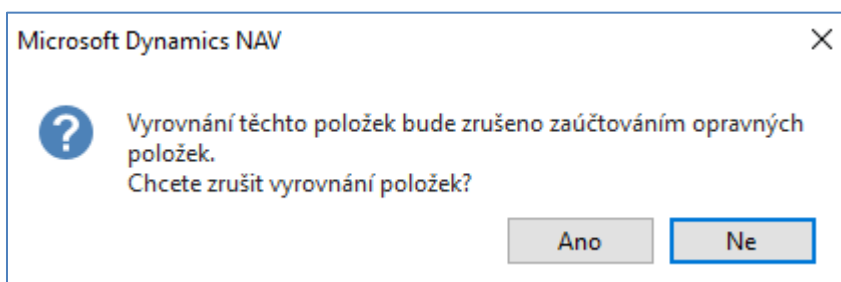 Microsoft Dynamics NAV
Vyrovnání těchto položek bude zrušeno zaúčtováním opravných
položek.
Chcete zrušit vyrovnání položek?
Ano
Ne